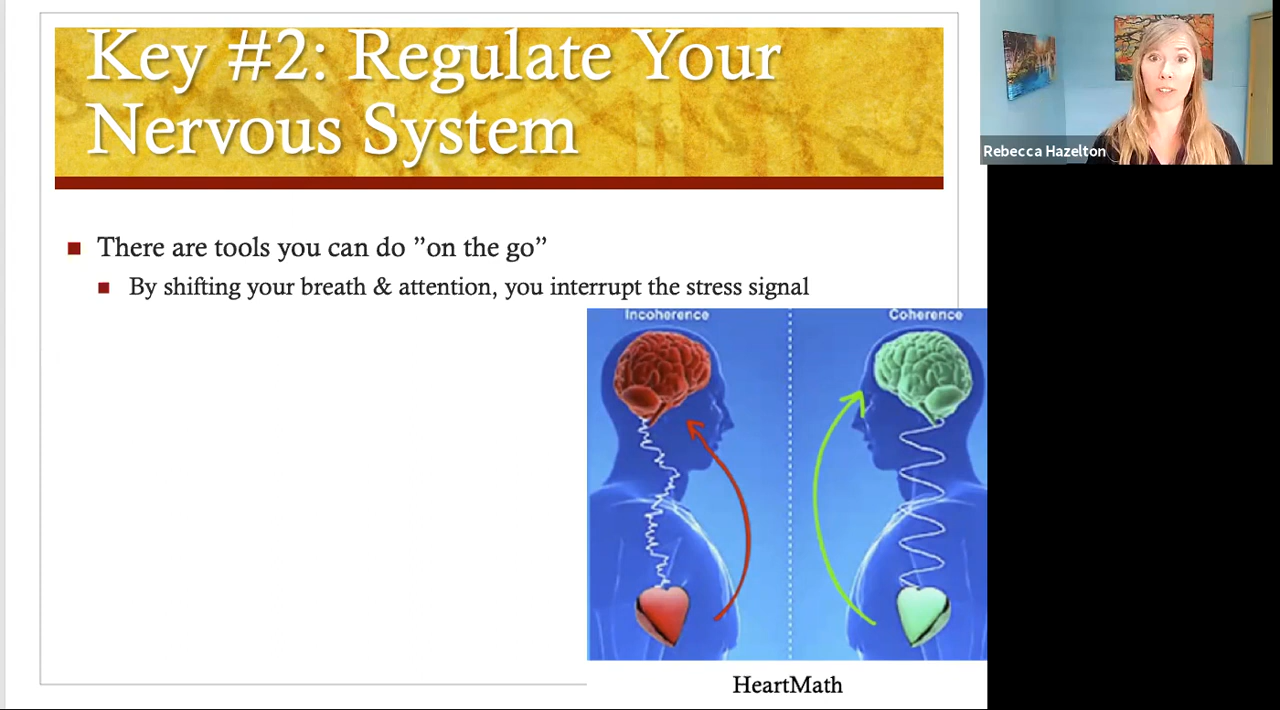 Key #2: Regulate Your
Nervous System
Rebecca Hazelton
There are tools you can do ”on the go”
By shifting your breath & attention, you interrupt the stress signal
Incoherence
Coherence
HeartMath